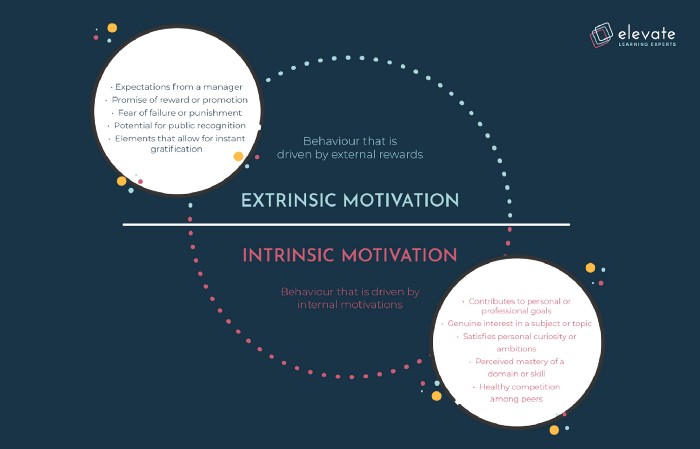 elevate
LEARNING EXPERTS
• Expectations from a manager
• Promise of reward or promotion
• Fear of failure or punishment
• Potential for public recognition
• Elements that allow for instant
gratification
Behaviour that is
driven by external rewards
EXTRINSIC MOTIVATION
INTRINSIC MOTIVATION
Behaviour that is driven by
internal motivations
• Contributes to personal or
professional goals
• Genuine interest in a subject or topic
• Satisfies personal curiosity or
ambitions
• Perceived mastery of a
domain or skill
• Healthy competition
among peers